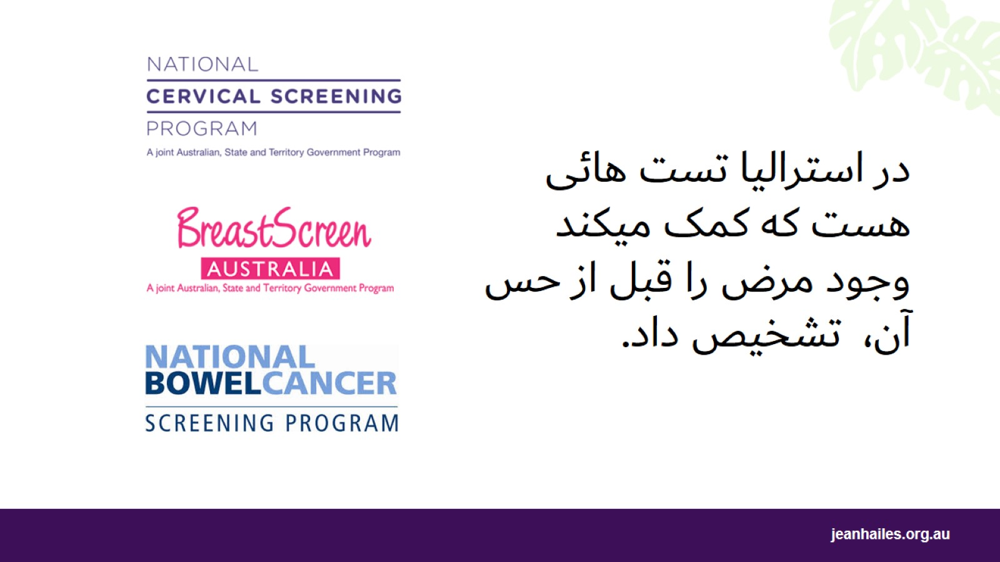 NATIONAL
CERVICAL SCREENING
PROGRAM
A joint Australian, State and Territory Government Program
BreastScreen
AUSTRALIA
A joint Australian, State and Territory Government Program
NATIONAL
BOWELCANCER
SCREENING PROGRAM
در استرالیا تست هائی
هست که کمک میکند
وجود مرض را قبل از حس
آن، تشخیص داد.
jeanhailes.org.au